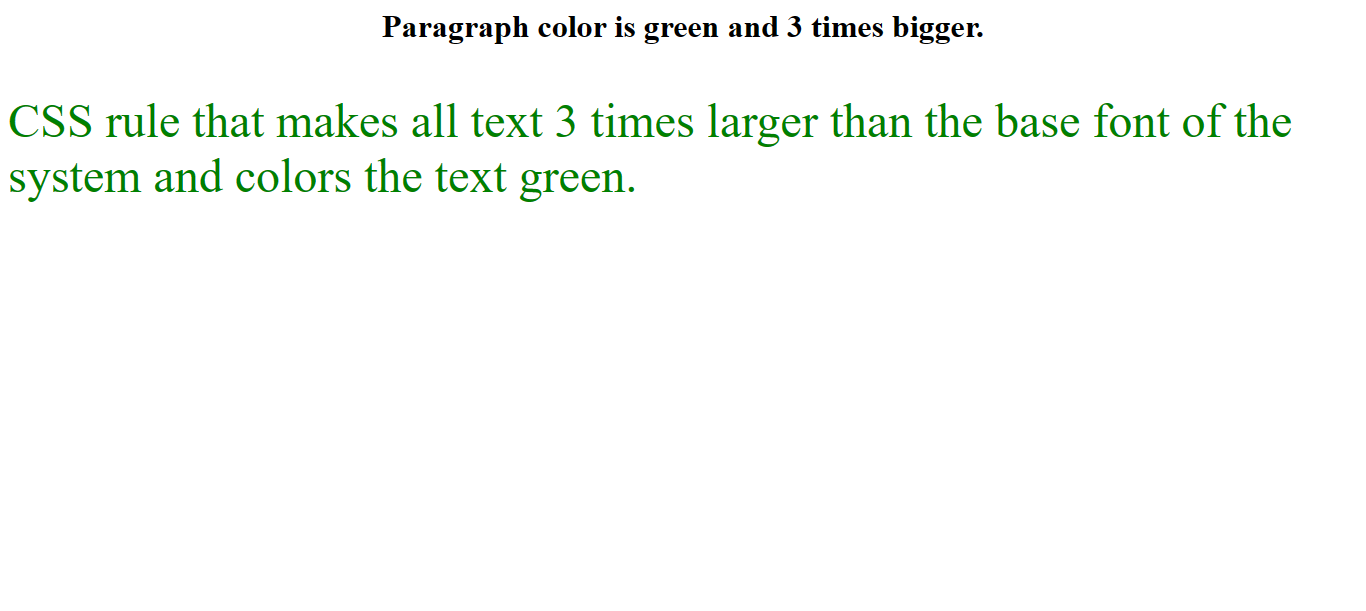 Paragraph color is green and 3 times bigger.
CSS rule that makes all text 3 times larger than the base font of the
system and colors the text green.